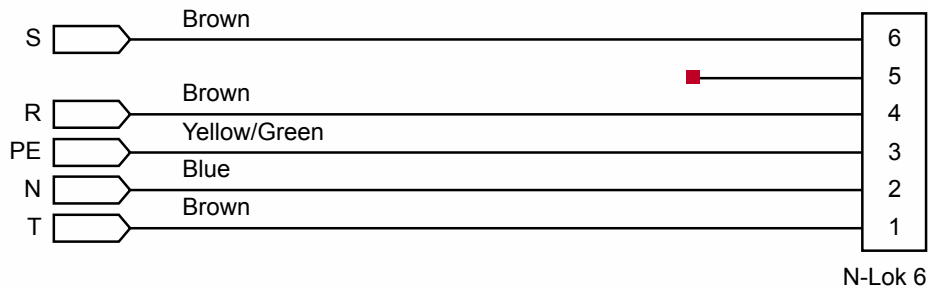 Brown
S 6
5
Brown
R 4
Yellow/Green
PE 3
Blue
N 2
Brown
T 1
N-Lok 6